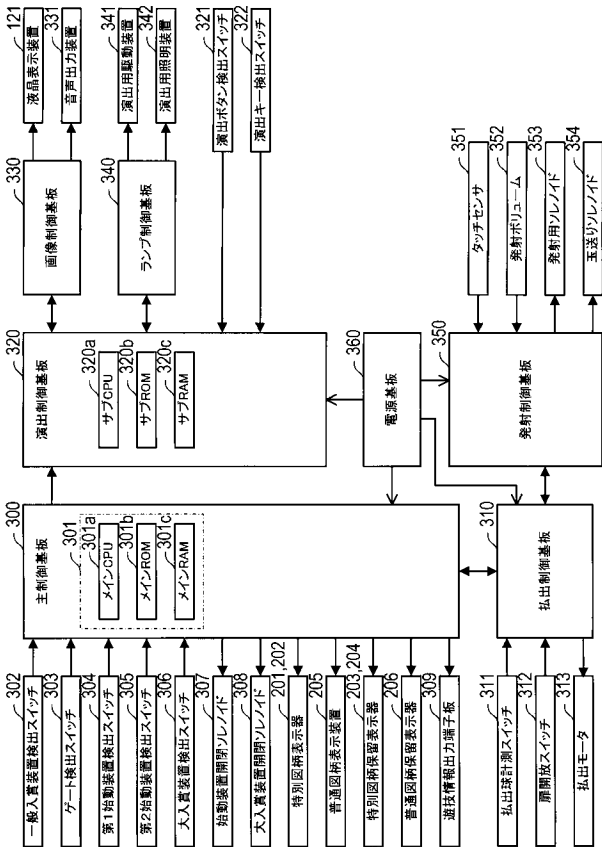 121
液晶表示装置
331
音声出力装置
341
演出用駆動装置
342
演出用照明装置
321
演出ボタン検出スイッチ
322
演出キー検出スイッチ
330
画像制御基板
340
ランプ制御基板
351
タッチセンサ
352
発射ボリューム
353
発射用ソレノイド
354
玉送りソレノイド
320
演出制御基板
320a
サブCPU
320b
サブROM
320c
サブRAM
360
電源基板
350
発射制御基板
300
主制御基板
301
301a
メインCPU
301b
メインROM
301c
メインRAM
310
払出制御基板
302
一般入賞装置検出スイッチ
303
ゲート検出スイッチ
304
第1始動装置検出スイッチ
305
第2始動装置検出スイッチ
306
大入賞装置検出スイッチ
307
始動装置開閉ソレノイド
308
大入賞装置開閉ソレノイド
201,202
特別図柄表示器
205
普通図柄表示装置
203,204
特別図柄保留表示器
206
普通図柄保留表示器
309
遊技情報出力端子板
311
払出球計測スイッチ
312
扉開放スイッチ
313
払出モータ